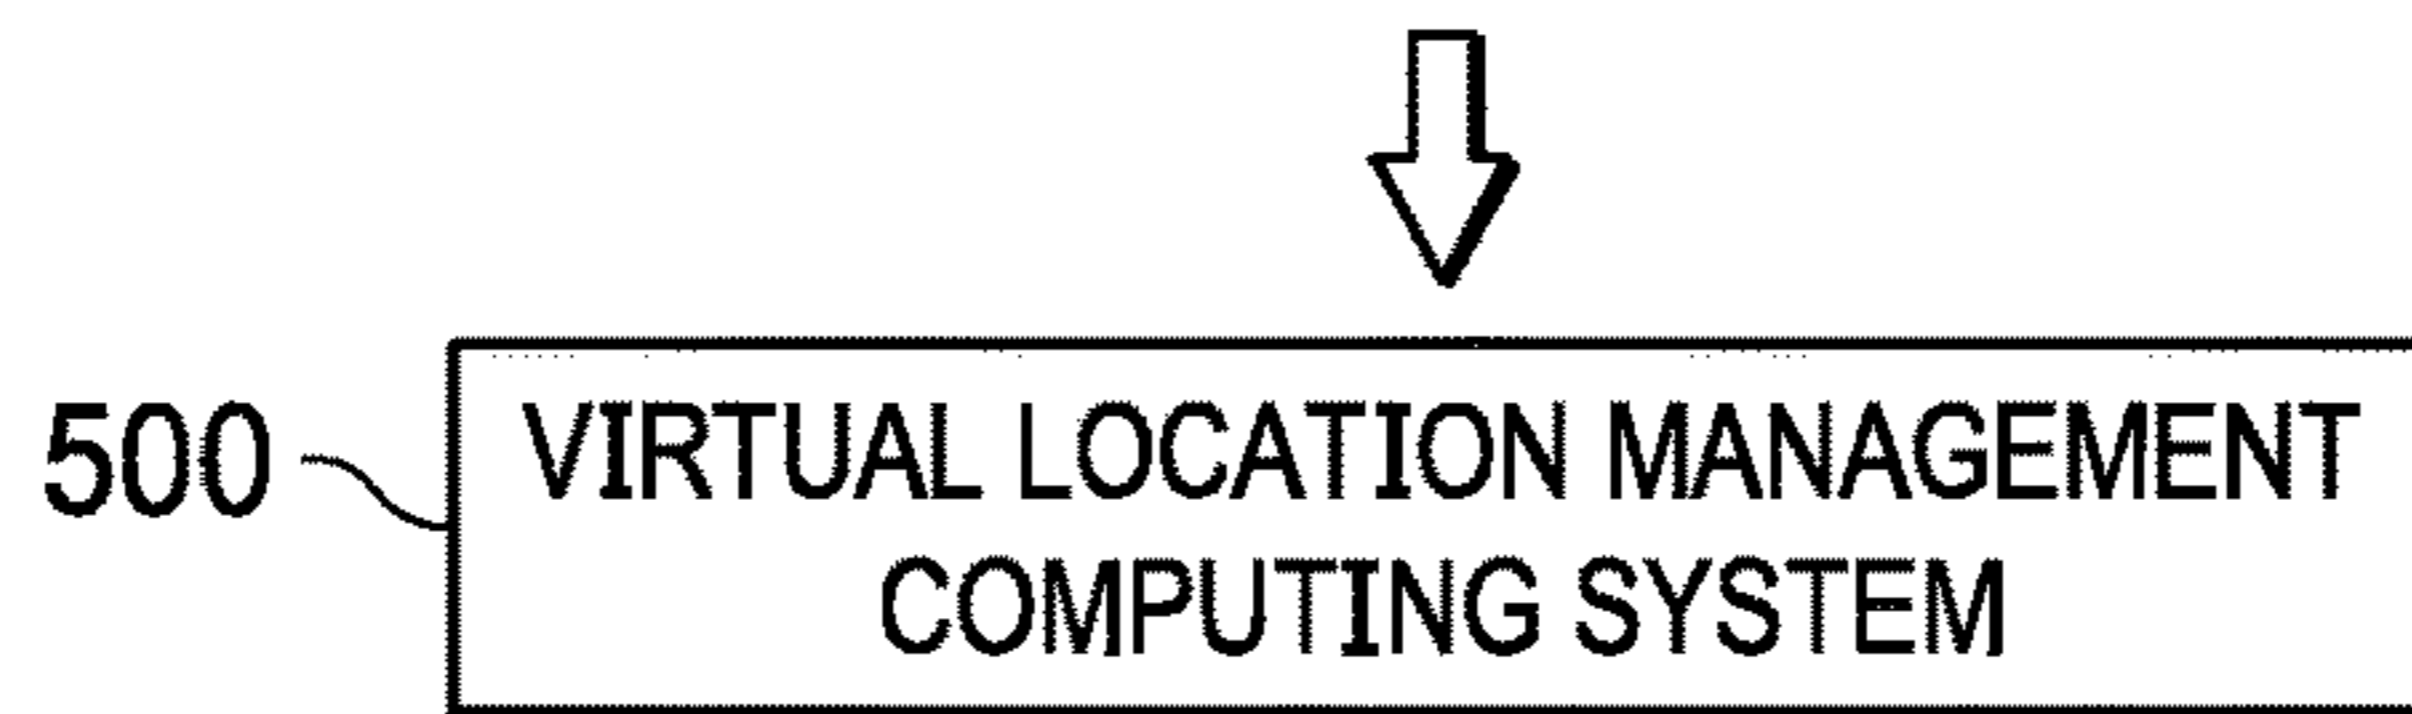 500
VIRTUAL LOCATION MANAGEMENT
COMPUTING SYSTEM